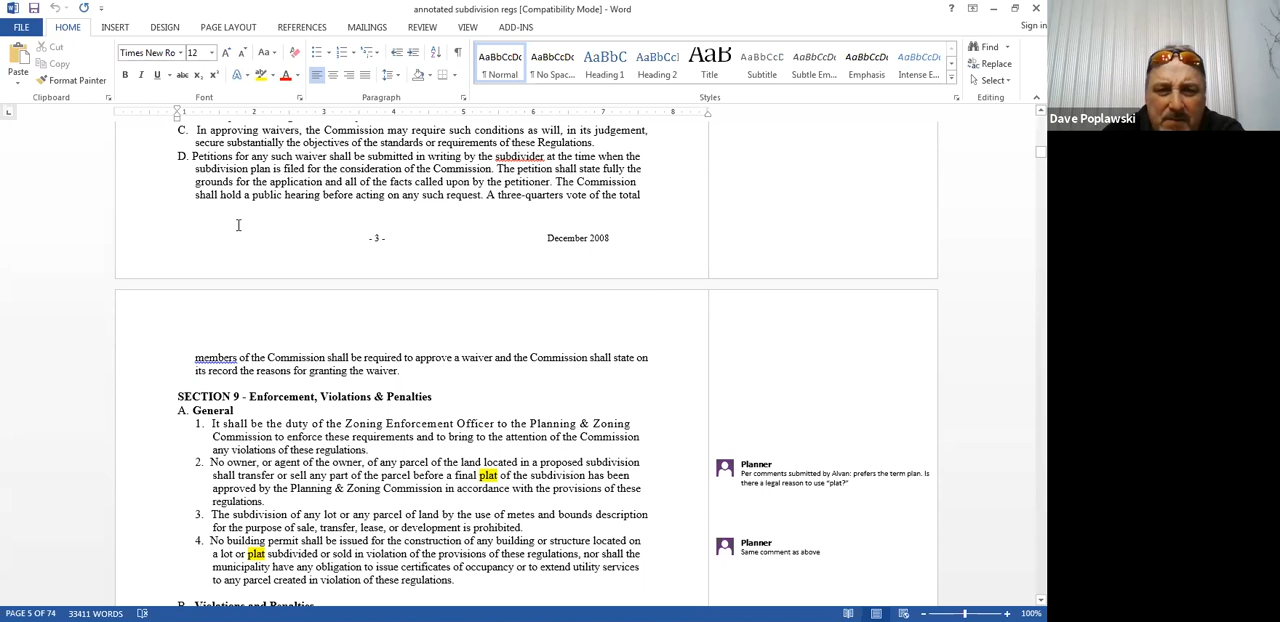 annotated subdivision regs [Compatibility Mode] - Word
Sign in
FILE HOME INSERT DESIGN PAGE LAYOUT REFERENCES MAILINGS REVIEW VIEW ADD-INS
Paste
Cut
Copy
Format Painter
Clipboard
Times New Ro 12
Font
Paragraph
AaBbCcDc AaBbCcDc AaBbC AaBbCcI AaB AaBbCcC AaBbCcDc AaBbCcDc AaBbCcDc
¶ Normal ¶ No Spac... Heading 1 Heading 2 Title Subtitle Subtle Em... Emphasis Intense E...
Styles
Find
Replace
Select
Editing
1 2 3 4 5 6 7 8
C. In approving waivers, the Commission may require such conditions as will, in its judgement,
secure substantially the objectives of the standards or requirements of these Regulations.
D. Petitions for any such waiver shall be submitted in writing by the subdivider at the time when the
subdivision plan is filed for the consideration of the Commission. The petition shall state fully the
grounds for the application and all of the facts called upon by the petitioner. The Commission
shall hold a public hearing before acting on any such request. A three-quarters vote of the total
- 3 - December 2008
members of the Commission shall be required to approve a waiver and the Commission shall state on
its record the reasons for granting the waiver.
SECTION 9 - Enforcement, Violations & Penalties
A. General
1. It shall be the duty of the Zoning Enforcement Officer to the Planning & Zoning
Commission to enforce these requirements and to bring to the attention of the Commission
any violations of these regulations.
2. No owner, or agent of the owner, of any parcel of the land located in a proposed subdivision
shall transfer or sell any part of the parcel before a final plat of the subdivision has been
approved by the Planning & Zoning Commission in accordance with the provisions of these
regulations.
3. The subdivision of any lot or any parcel of land by the use of metes and bounds description
for the purpose of sale, transfer, lease, or development is prohibited.
4. No building permit shall be issued for the construction of any building or structure located on
a lot or plat subdivided or sold in violation of the provisions of these regulations, nor shall the
municipality have any obligation to issue certificates of occupancy or to extend utility services
to any parcel created in violation of these regulations.
B. Violations and Penalties
Planner
Per comments submitted by Alvan: prefers the term plan. Is
there a legal reason to use "plat?"
Planner
Same comment as above
PAGE 5 OF 74 33411 WORDS
100%
Dave Poplawski